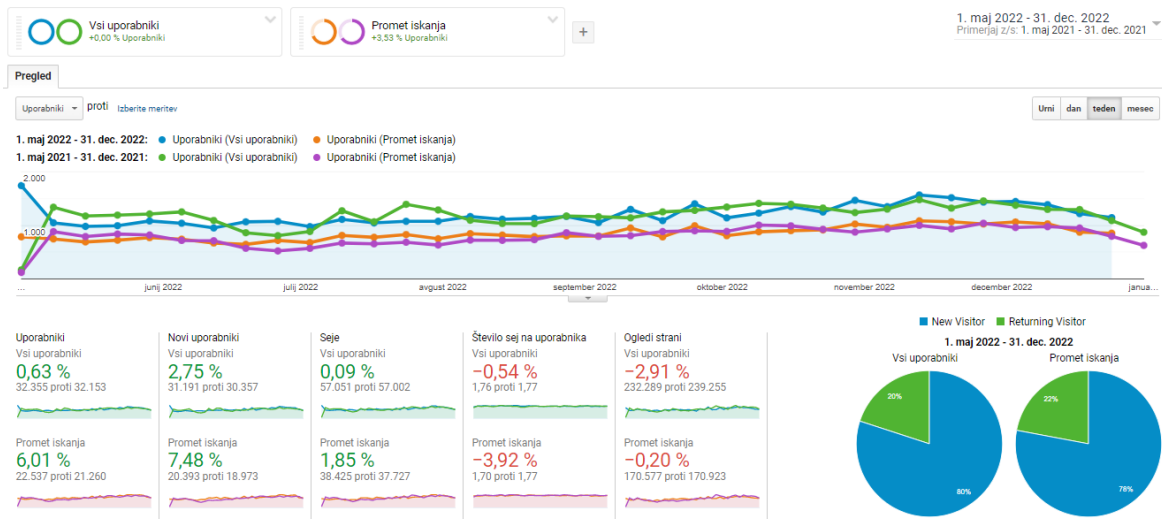 Vsi uporabniki
+0,00 % Uporabniki
Promet iskanja
+3,53 % Uporabniki
+
1. maj 2022 - 31. dec. 2022
Primerjaj z/s: 1. maj 2021 - 31. dec. 2021
Pregled
Uporabniki proti Izberite meritev
Urni dan teden mesec
1. maj 2022 - 31. dec. 2022: Uporabniki (Vsi uporabniki) Uporabniki (Promet iskanja)
1. maj 2021 - 31. dec. 2021: Uporabniki (Vsi uporabniki) Uporabniki (Promet iskanja)
2.000
1.000
... junij 2022 julij 2022 avgust 2022 september 2022 oktober 2022 november 2022 december 2022 janua...
Uporabniki
Vsi uporabniki
0,63 %
32.355 proti 32.153
Promet iskanja
6,01 %
22.537 proti 21.260
Novi uporabniki
Vsi uporabniki
2,75 %
31.191 proti 30.357
Promet iskanja
7,48 %
20.393 proti 18.973
Seje
Vsi uporabniki
0,09 %
57.051 proti 57.002
Promet iskanja
1,85 %
38.425 proti 37.727
Število sej na uporabnika
Vsi uporabniki
−0,54 %
1,76 proti 1,77
Promet iskanja
−3,92 %
1,70 proti 1,77
Ogledi strani
Vsi uporabniki
−2,91 %
232.289 proti 239.255
Promet iskanja
−0,20 %
170.577 proti 170.923
New Visitor Returning Visitor
1. maj 2022 - 31. dec. 2022
Vsi uporabniki
20%
80%
Promet iskanja
22%
78%